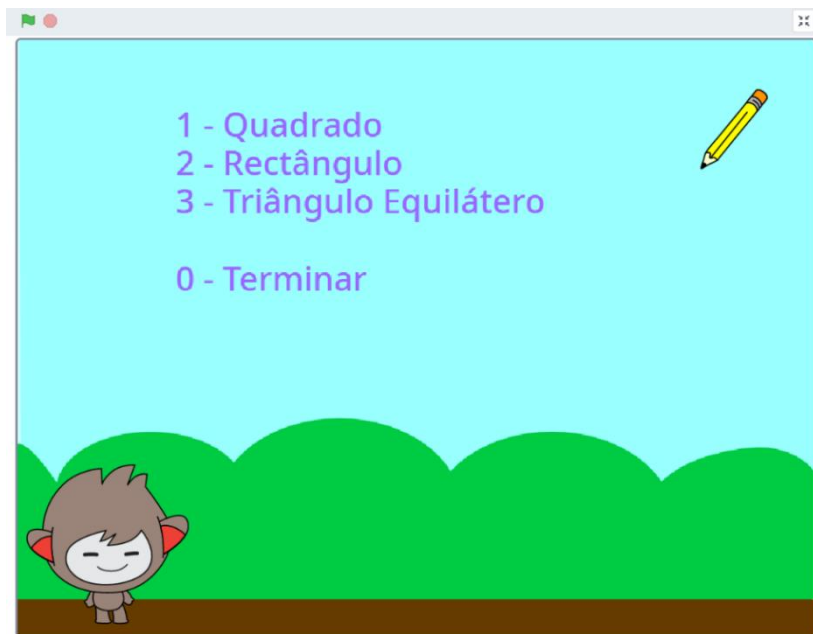 1 - Quadrado
2 - Rectângulo
3 - Triângulo Equilátero
0 - Terminar